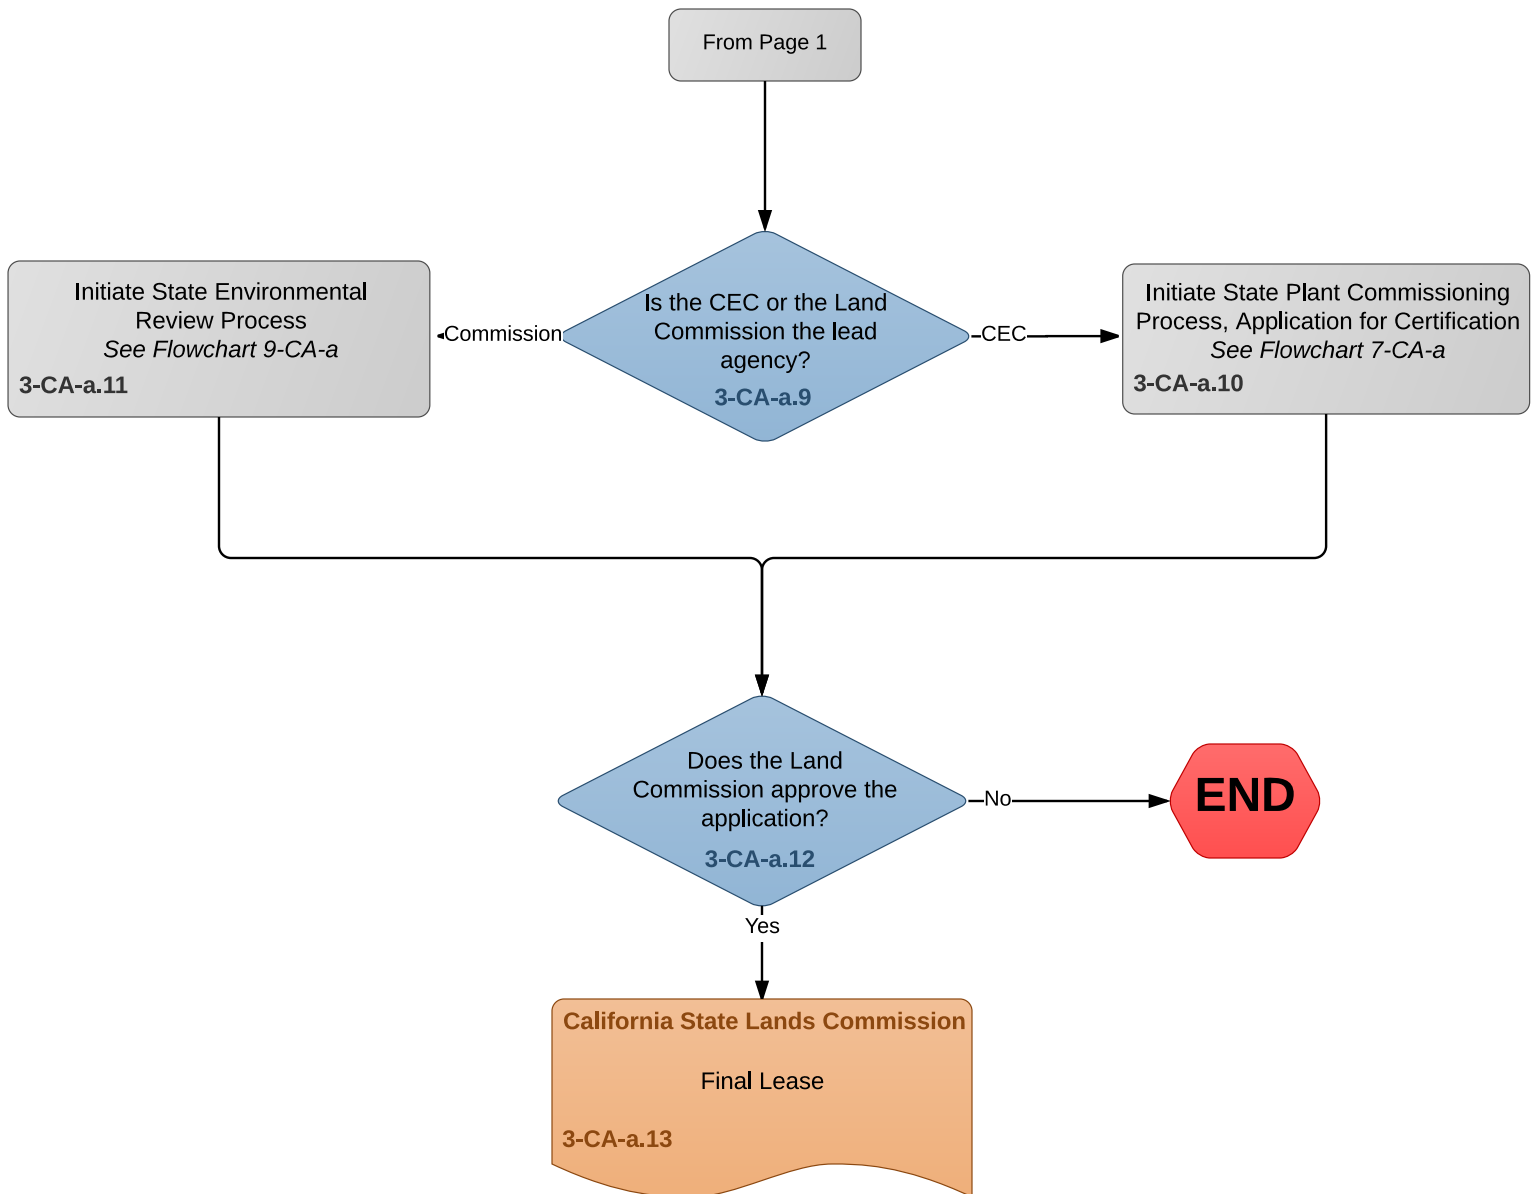 From Page 1
Initiate State Environmental
Review Process
See Flowchart 9-CA-a
3-CA-a.11
Commission
Is the CEC or the Land
Commission the lead
agency?
3-CA-a.9
CEC
Initiate State Plant Commissioning
Process, Application for Certification
See Flowchart 7-CA-a
3-CA-a.10
Does the Land
Commission approve the
application?
3-CA-a.12
No
END
Yes
California State Lands Commission
Final Lease
3-CA-a.13